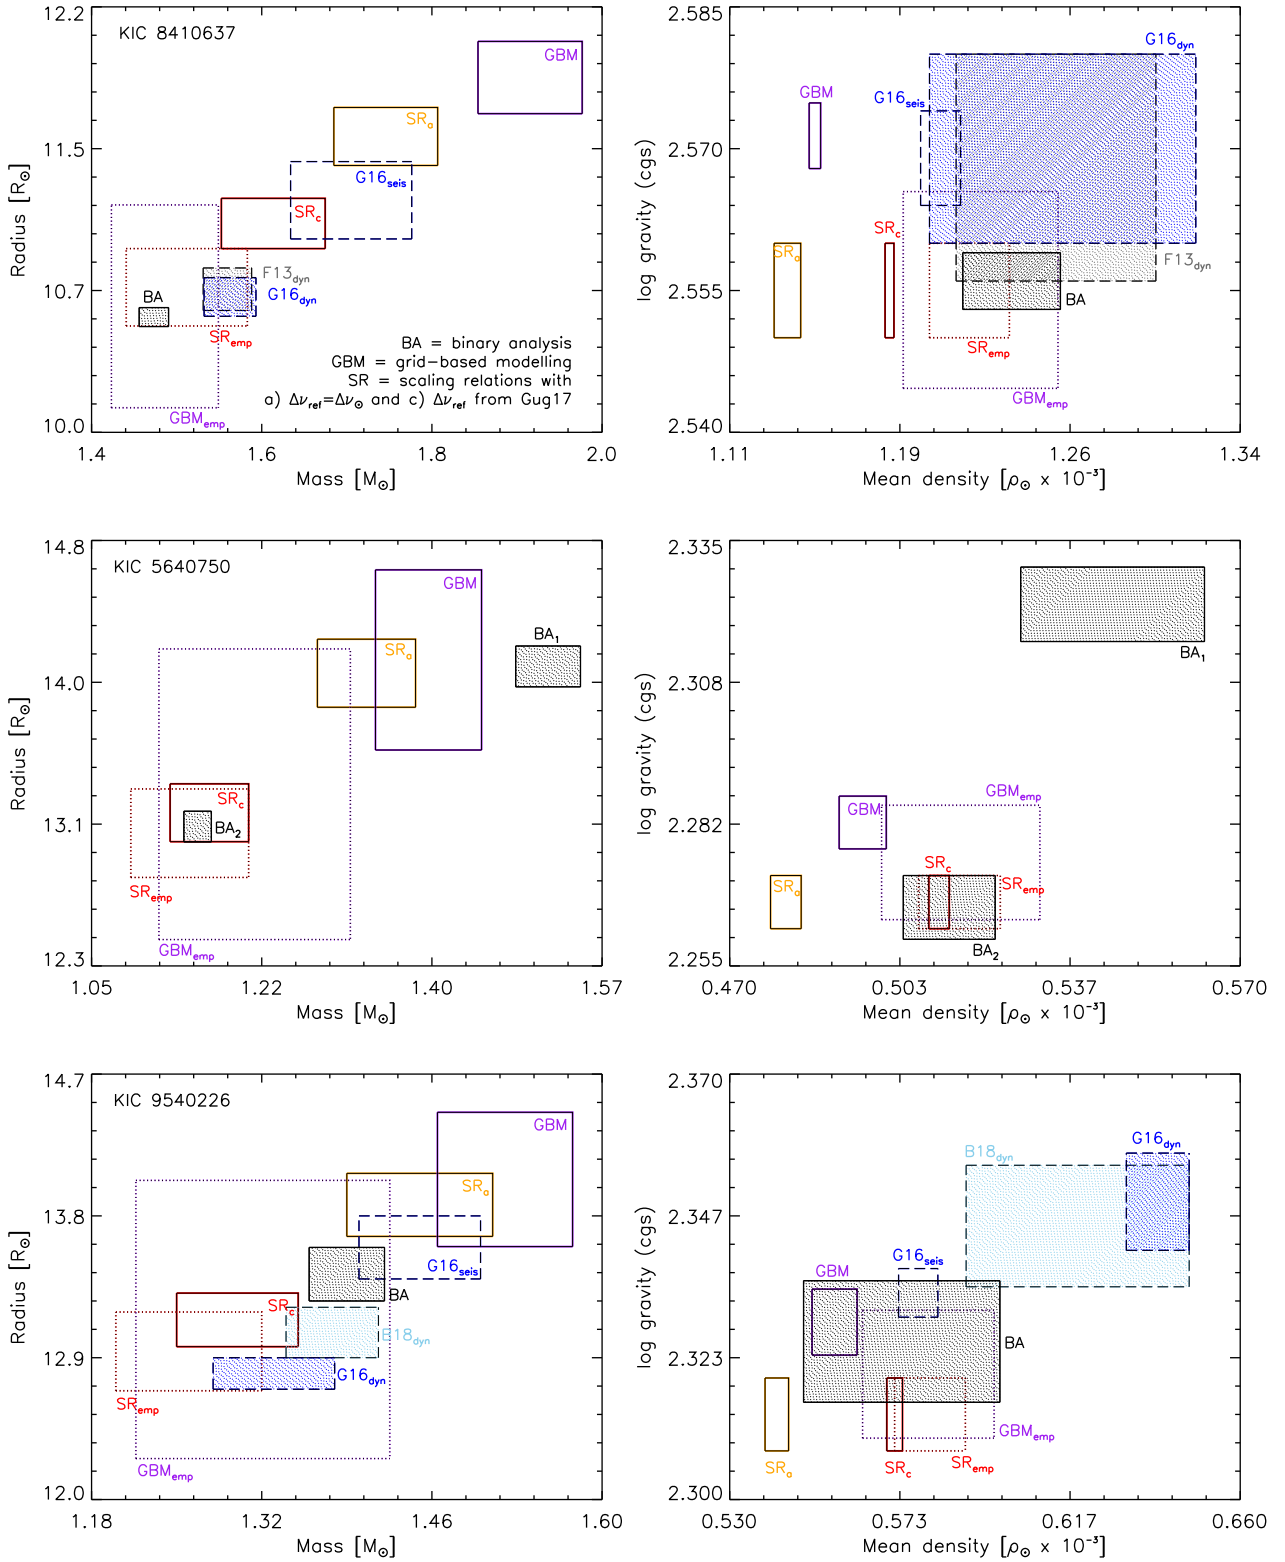 12.2
KIC 8410637
GBM
SRₐ
11.5
G16seis
SRc
Radius [R⊙]
10.7
F13dyn
BA
G16dyn
SRemp
BA = binary analysis
GBM = grid−based modelling
SR = scaling relations with
a) Δνref=Δν⊙ and c) Δνref from Gug17
GBMemp
10.0
1.4 1.6 1.8 2.0
Mass [M⊙]
2.585
G16dyn
GBM
G16seis
2.570
log gravity (cgs)
SRc
SRₐ
F13dyn
2.555
BA
SRemp
GBMemp
2.540
1.11 1.19 1.26 1.34
Mean density [ρ⊙ x 10⁻³]
14.8
KIC 5640750
GBM
BA₁
SRₐ
14.0
Radius [R⊙]
SRc
13.1
BA₂
SRemp
GBMemp
12.3
1.05 1.22 1.40 1.57
Mass [M⊙]
2.335
BA₁
2.308
log gravity (cgs)
GBMemp
2.282
GBM
SRc
SRₐ
SRemp
BA₂
2.255
0.470 0.503 0.537 0.570
Mean density [ρ⊙ x 10⁻³]
14.7
KIC 9540226
GBM
SRₐ
13.8
G16seis
Radius [R⊙]
BA
SRc
B18dyn
12.9
G16dyn
SRemp
GBMemp
12.0
1.18 1.32 1.46 1.60
Mass [M⊙]
2.370
G16dyn
B18dyn
2.347
G16seis
GBM
log gravity (cgs)
BA
2.323
GBMemp
SRₐ
SRc
SRemp
2.300
0.530 0.573 0.617 0.660
Mean density [ρ⊙ x 10⁻³]